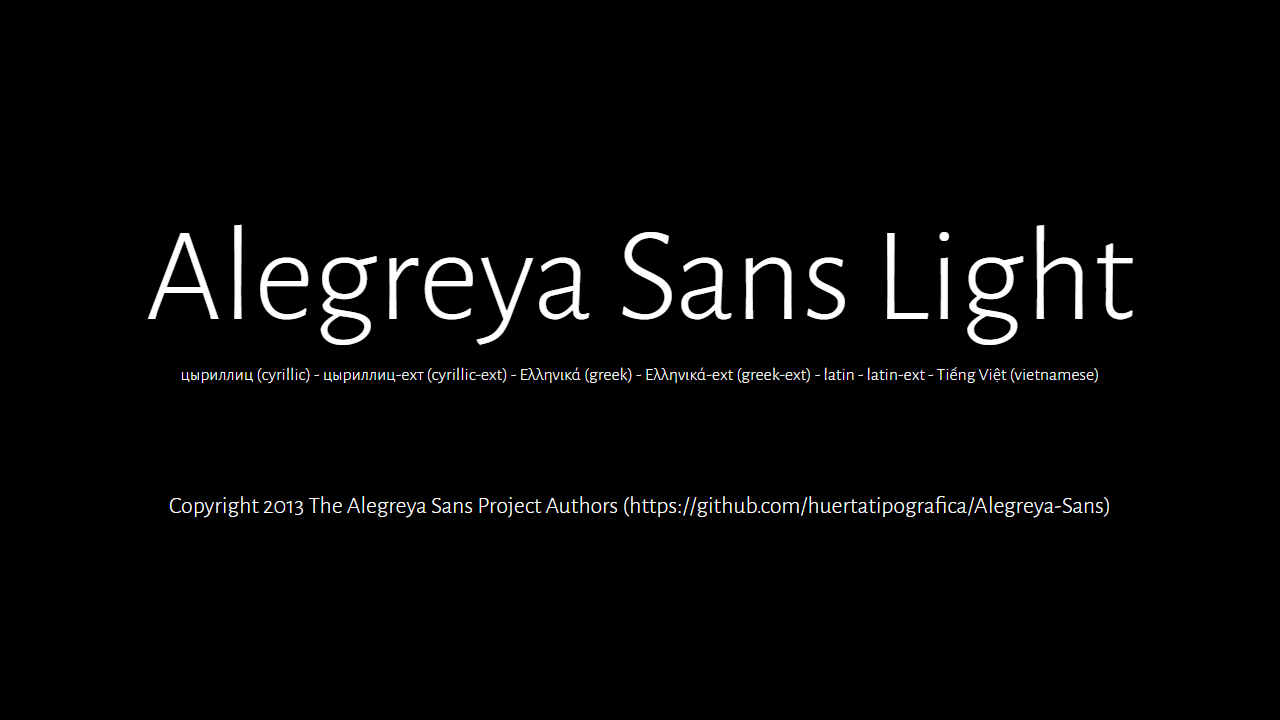 Alegreya Sans Light
цыриллиц (cyrillic) - цыриллиц-ехт (cyrillic-ext) - Ελληνικά (greek) - Ελληνικά-ext (greek-ext) - latin - latin-ext - Tiếng Việt (vietnamese)
Copyright 2013 The Alegreya Sans Project Authors (https://github.com/huertatipografica/Alegreya-Sans)